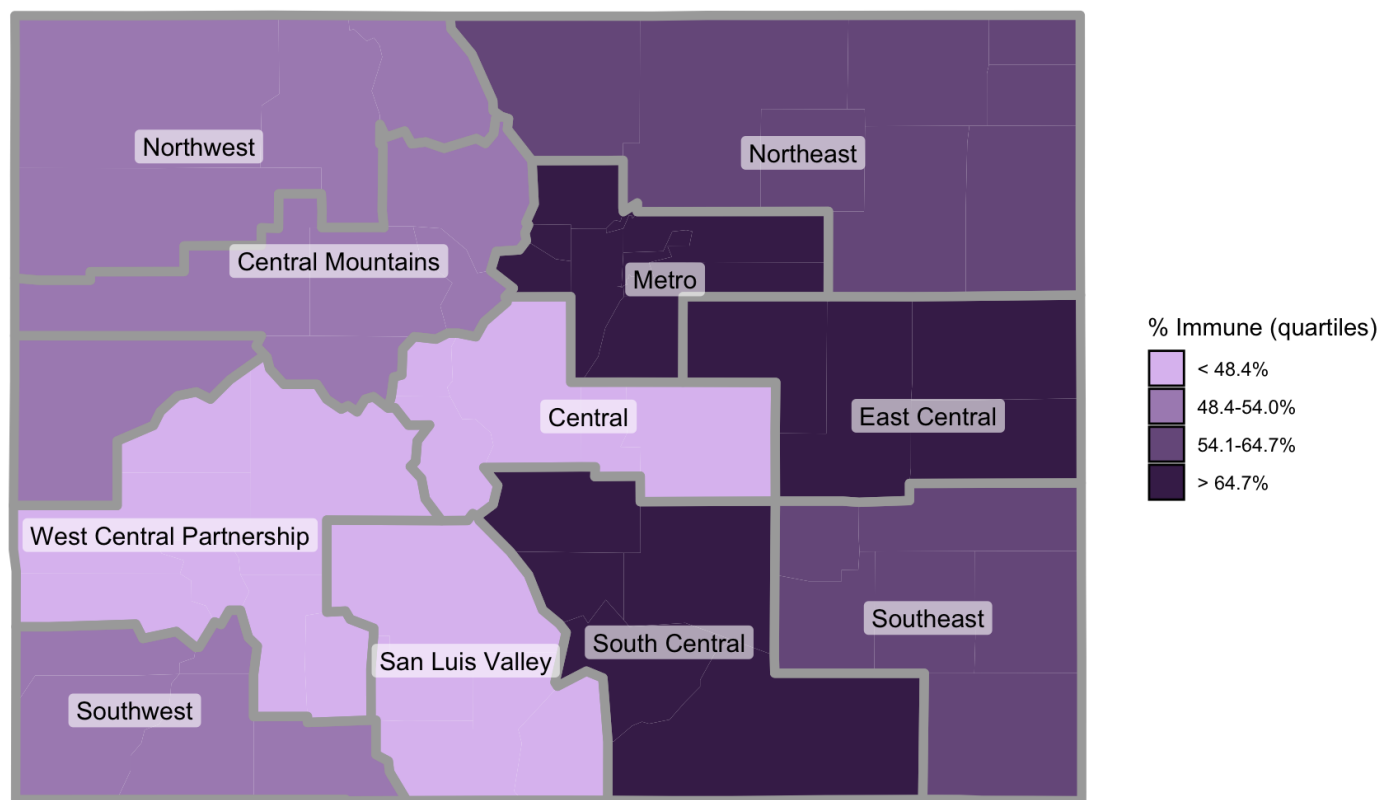 Northwest
Northeast
Central Mountains
Metro
Central
East Central
West Central Partnership
Southeast
South Central
San Luis Valley
Southwest
% Immune (quartiles)
< 48.4%
48.4-54.0%
54.1-64.7%
> 64.7%